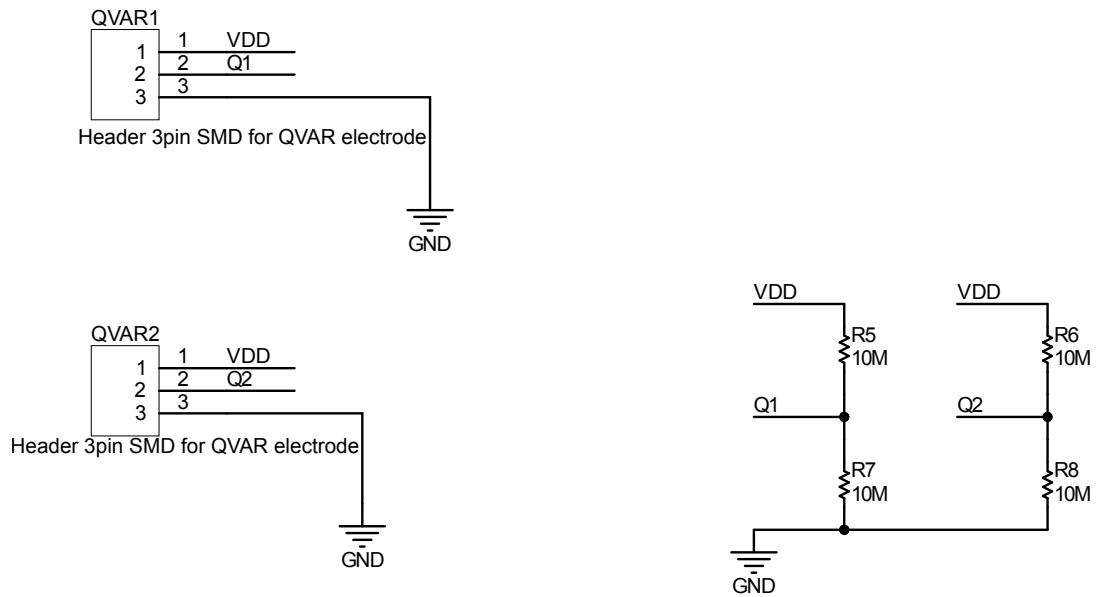 QVAR1
1 1 VDD
2 2 Q1
3 3
Header 3pin SMD for QVAR electrode
GND
QVAR2
1 1 VDD
2 2 Q2
3 3
Header 3pin SMD for QVAR electrode
GND
VDD VDD
R5 R6
10M 10M
Q1 Q2
R7 R8
10M 10M
GND